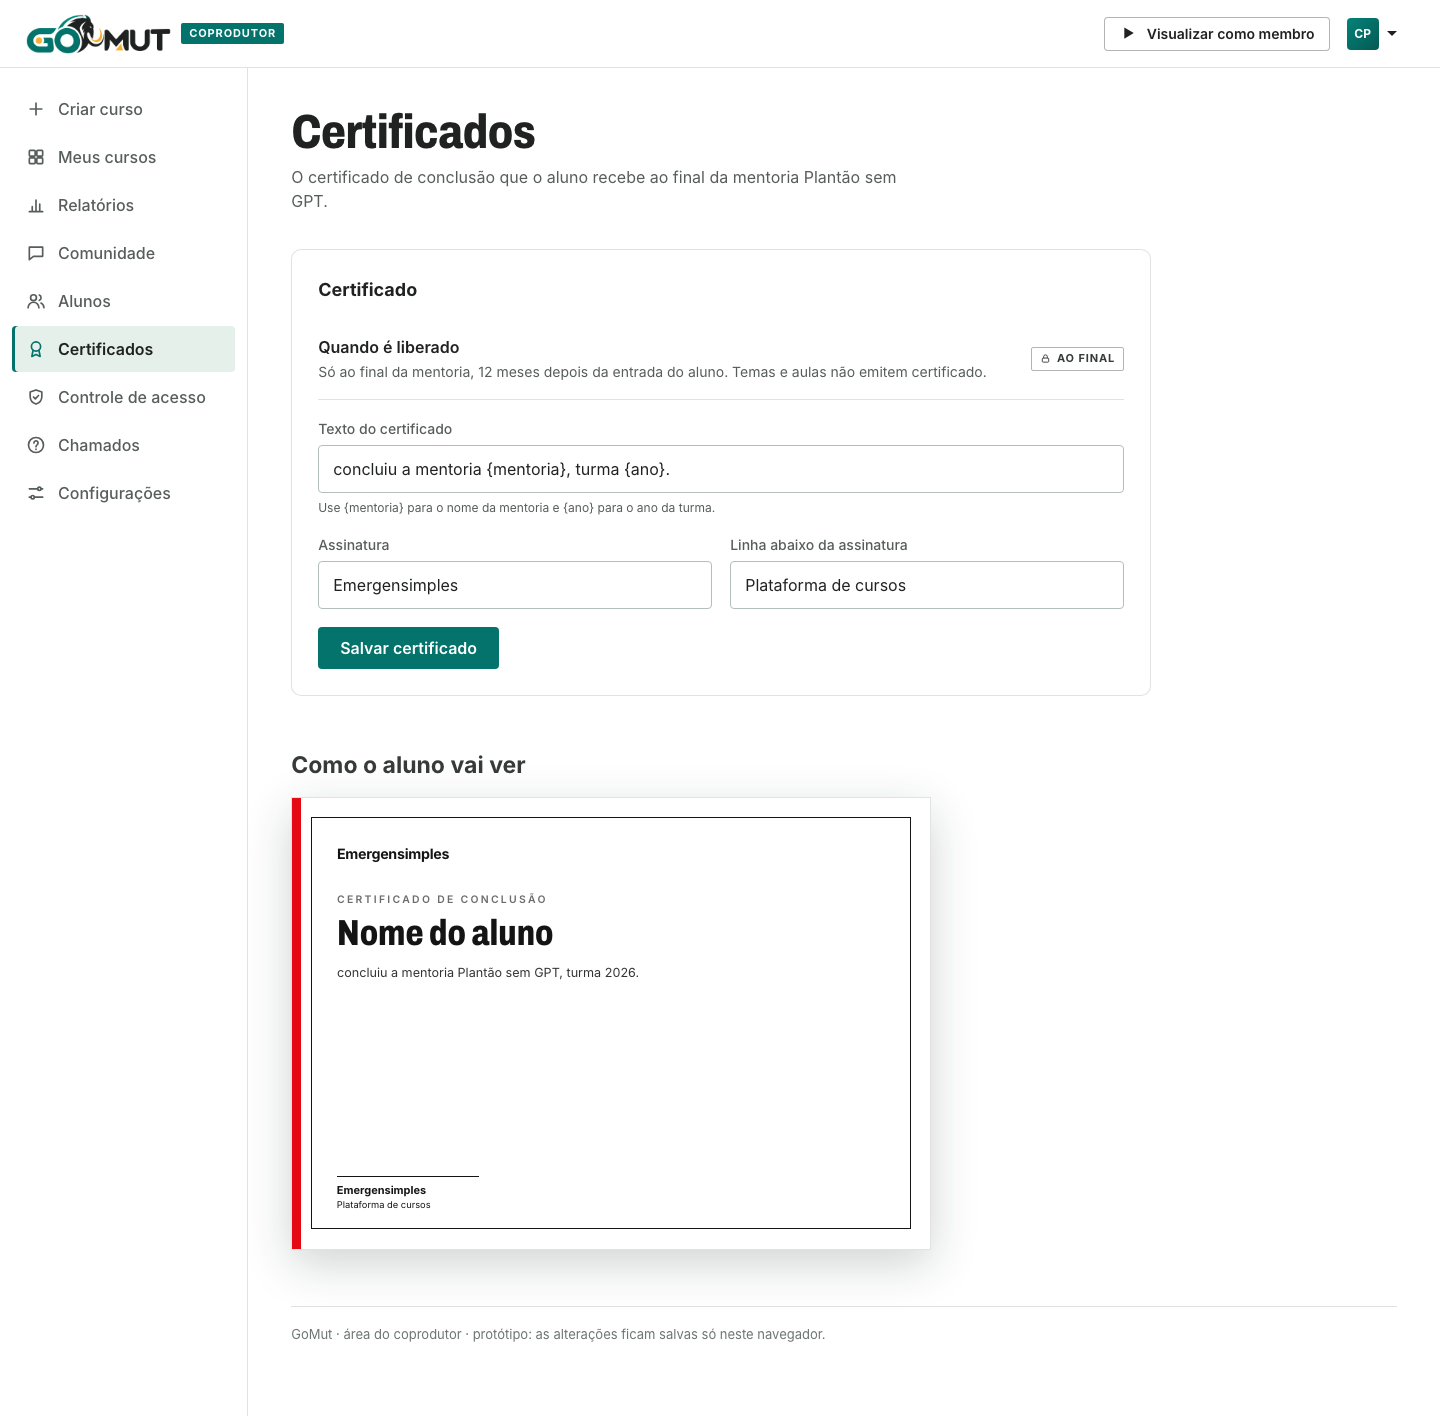 GOMUT
COPRODUTOR
Visualizar como membro
CP
Criar curso
Meus cursos
Relatórios
Comunidade
Alunos
Certificados
Controle de acesso
Chamados
Configurações
Certificados
O certificado de conclusão que o aluno recebe ao final da mentoria Plantão sem
GPT.
Certificado
Quando é liberado
Só ao final da mentoria, 12 meses depois da entrada do aluno. Temas e aulas não emitem certificado.
AO FINAL
Texto do certificado
concluiu a mentoria {mentoria}, turma {ano}.
Use {mentoria} para o nome da mentoria e {ano} para o ano da turma.
Assinatura
Linha abaixo da assinatura
Emergensimples
Plataforma de cursos
Salvar certificado
Como o aluno vai ver
Emergensimples
CERTIFICADO DE CONCLUSÃO
Nome do aluno
concluiu a mentoria Plantão sem GPT, turma 2026.
Emergensimples
Plataforma de cursos
GoMut · área do coprodutor · protótipo: as alterações ficam salvas só neste navegador.